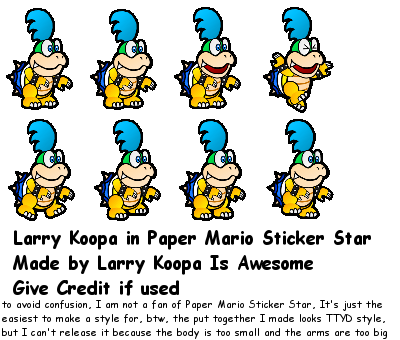 Larry Koopa in Paper Mario Sticker Star
Made by Larry Koopa Is Awesome
Give Credit if used
to avoid confusion, I am not a fan of Paper Mario Sticker Star, It's just the
easiest to make a style for, btw, the put together I made looks TTYD style,
but I can't release it because the body is too small and the arms are too big